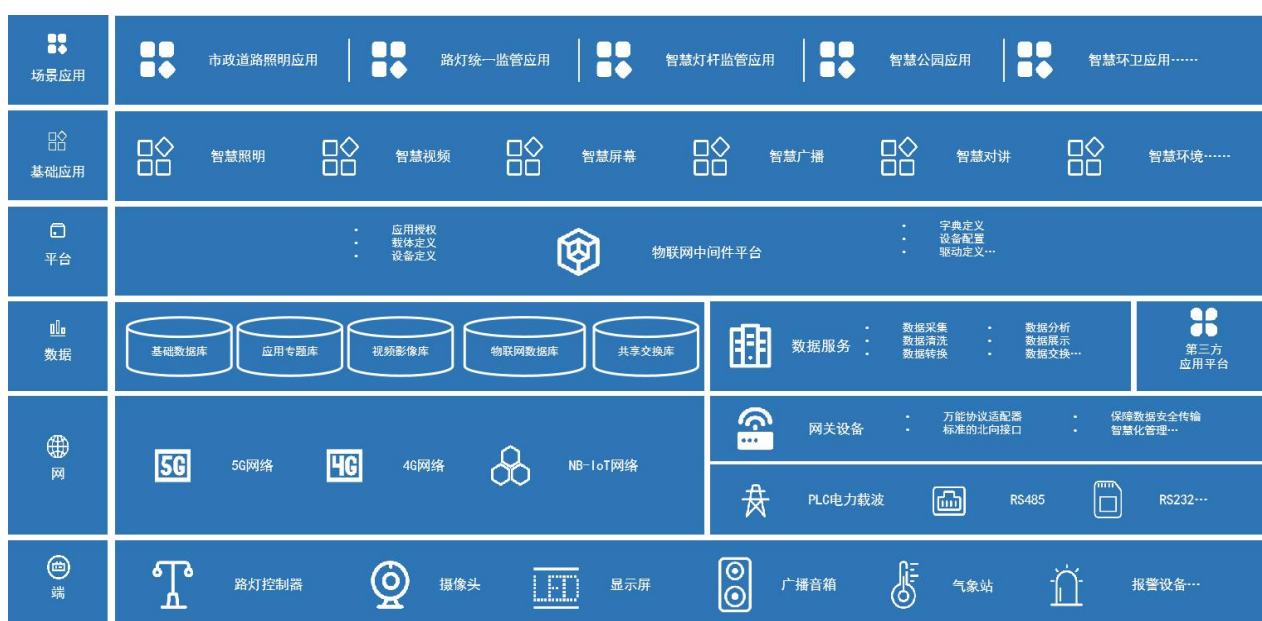 场景应用
市政道路照明应用
路灯统一监管应用
智慧灯杆监管应用
智慧公园应用
智慧环卫应用······
基础应用
智慧照明
智慧视频
智慧屏幕
智慧广播
智慧对讲
智慧环境······
平台
· 应用授权
· 载体定义
· 设备定义
物联网中间件平台
· 字典定义
· 设备配置
· 驱动定义···
数据
基础数据库
应用专题库
视频影像库
物联网数据库
共享交换库
数据服务
· 数据采集
· 数据清洗
· 数据转换
· 数据分析
· 数据展示
· 数据交换···
第三方
应用平台
网
5G
5G网络
4G
4G网络
NB-IoT网络
网关设备
· 万能协议适配器
· 标准的北向接口
· 保障数据安全传输
· 智慧化管理···
PLC电力载波
RS485
RS232···
端
路灯控制器
摄像头
LED
显示屏
广播音箱
气象站
报警设备···